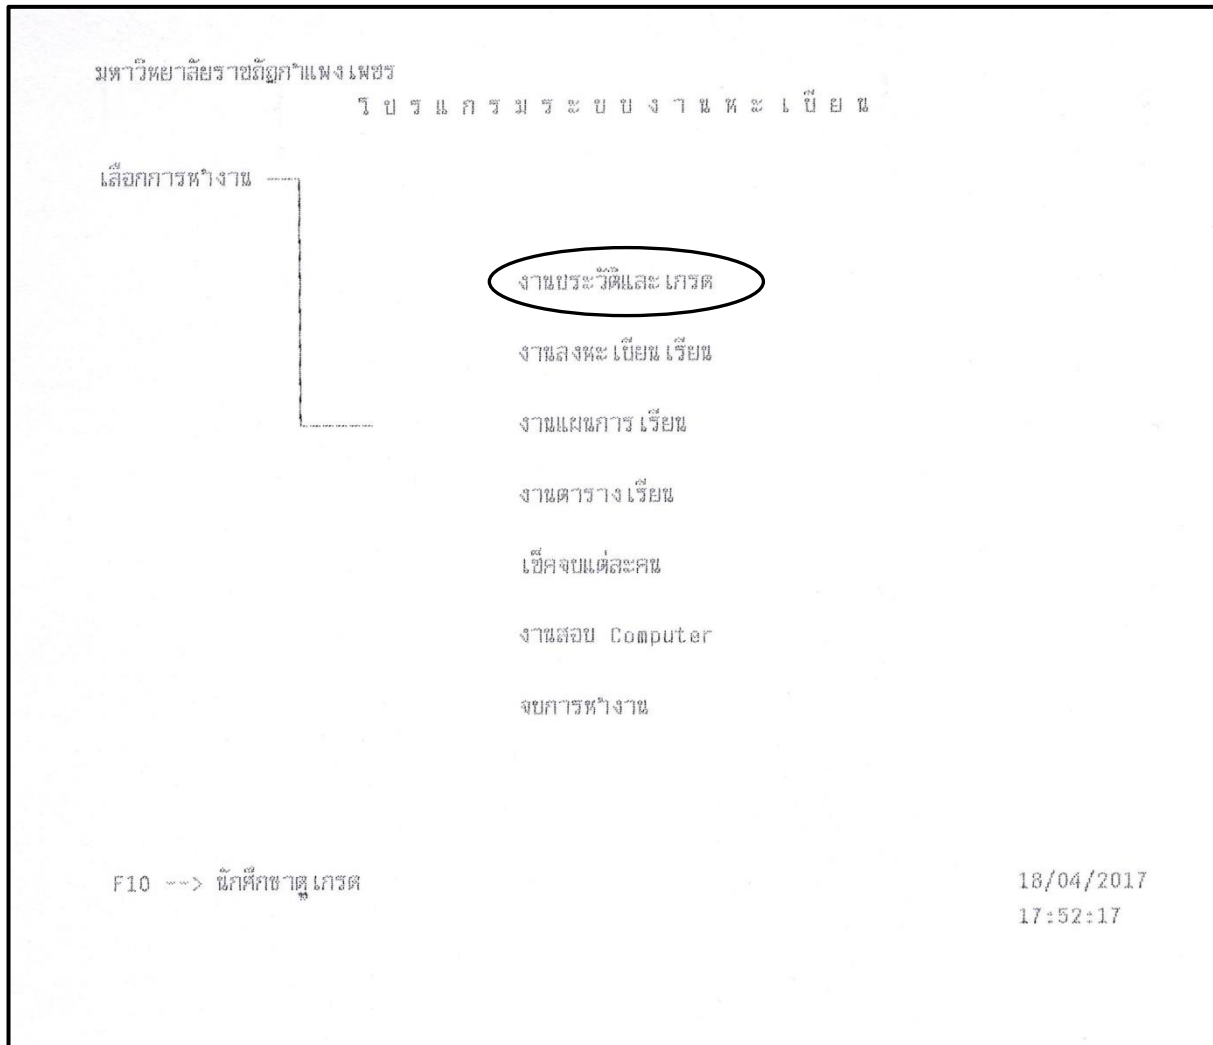 มหาวิทยาลัยราชภัฏกำแพงเพชร
โ ป ร แ ก ร ม ร ะ บ บ ง า น ท ะ เ บี ย น
เลือกการทำงาน
งานประวัติและเกรด
งานลงทะเบียนเรียน
งานแผนการเรียน
งานตารางเรียน
เช็คจบแต่ละคน
งานสอบ Computer
จบการทำงาน
F10 --> นักศึกษาดูเกรด
18/04/2017
17:52:17